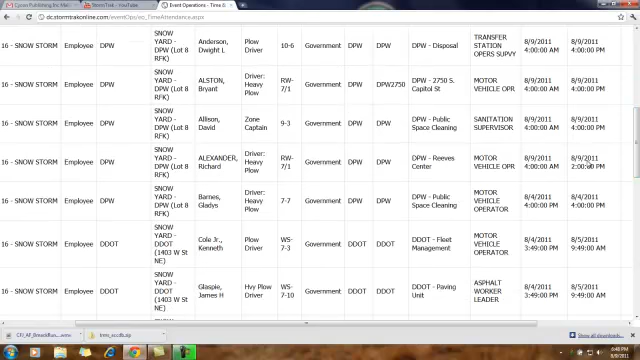 Cyson Publishing Inc Mail
StormTrak - YouTube
Event Operations - Time &
dc.stormtrakonline.com/eventOps/eo_TimeAttendance.aspx
16 - SNOW STORM Employee DPW SNOW YARD - DPW (Lot 8 RFK) Anderson, Dwight L Plow Driver 10-6 Government DPW DPW DPW - Disposal TRANSFER STATION OPERS SUPVY 8/9/2011 4:00:00 AM 8/9/2011 4:00:00 PM
16 - SNOW STORM Employee DPW SNOW YARD - DPW (Lot 8 RFK) ALSTON, Bryant Driver: Heavy Plow RW-7/1 Government DPW DPW2750 DPW - 2750 S. Capitol St MOTOR VEHICLE OPR 8/9/2011 4:00:00 AM 8/9/2011 4:00:00 PM
16 - SNOW STORM Employee DPW SNOW YARD - DPW (Lot 8 RFK) Allison, David Zone Captain 9-3 Government DPW DPW DPW - Public Space Cleaning SANITATION SUPERVISOR 8/9/2011 4:00:00 AM 8/9/2011 4:00:00 PM
16 - SNOW STORM Employee DPW SNOW YARD - DPW (Lot 8 RFK) ALEXANDER, Richard Driver: Heavy Plow RW-7/1 Government DPW DPW DPW - Reeves Center MOTOR VEHICLE OPR 8/9/2011 4:00:00 AM 8/9/2011 2:00:00 PM
16 - SNOW STORM Employee DPW SNOW YARD - DPW (Lot 8 RFK) Barnes, Gladys Driver: Heavy Plow 7-7 Government DPW DPW DPW - Public Space Cleaning MOTOR VEHICLE OPERATOR 8/4/2011 4:00:00 PM 8/4/2011 4:00:00 PM
16 - SNOW STORM Employee DDOT SNOW YARD - DDOT (1403 W St NE) Cole Jr., Kenneth Plow Driver WS-7-3 Government DDOT DDOT DDOT - Fleet Management MOTOR VEHICLE OPERATOR 8/4/2011 3:49:00 PM 8/5/2011 9:49:00 AM
16 - SNOW STORM Employee DDOT SNOW YARD - DDOT (1403 W St NE) Glaspie, James H Hvy Plow Driver WS-7-10 Government DDOT DDOT DDOT - Paving Unit ASPHALT WORKER LEADER 8/4/2011 3:49:00 PM 8/5/2011 9:49:00 AM
SNOW
Show all downloads...
6:48 PM
8/9/2011